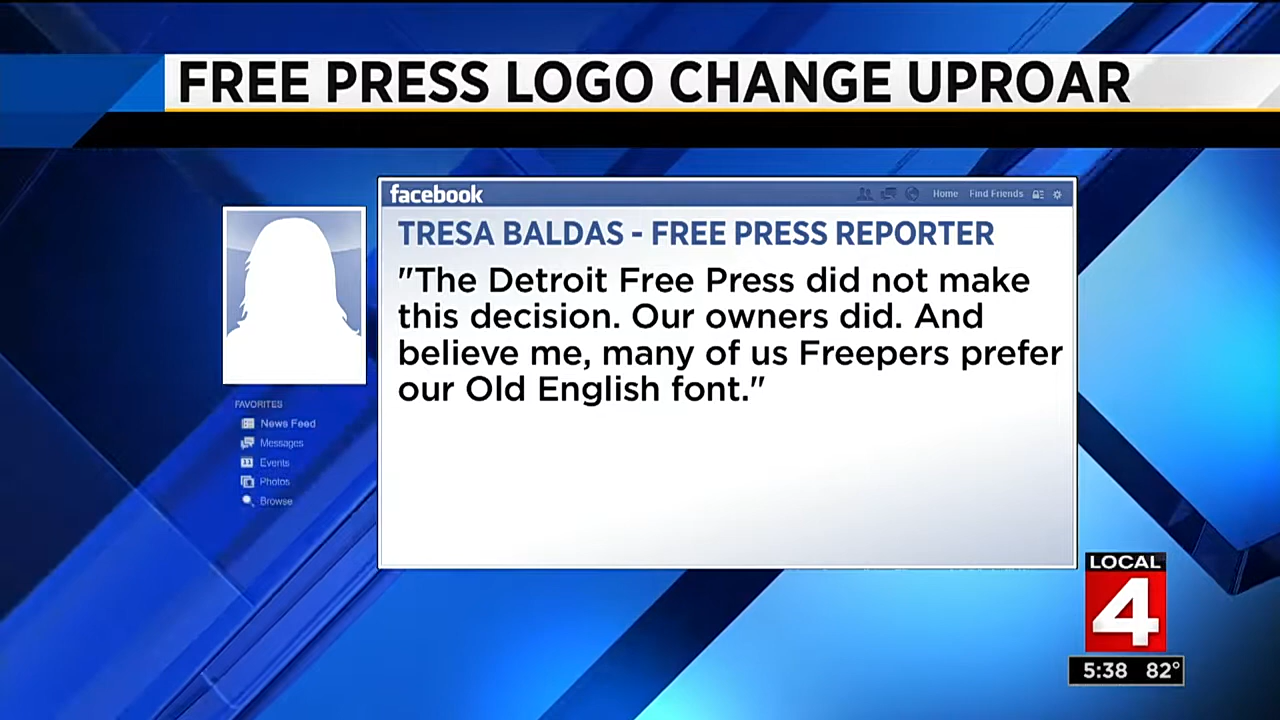 FREE PRESS LOGO CHANGE UPROAR
facebook
Home Find Friends
TRESA BALDAS - FREE PRESS REPORTER
"The Detroit Free Press did not make
this decision. Our owners did. And
believe me, many of us Freepers prefer
our Old English font."
FAVORITES
News Feed
Messages
Events
Photos
Browse
LOCAL
4
5:38 82°